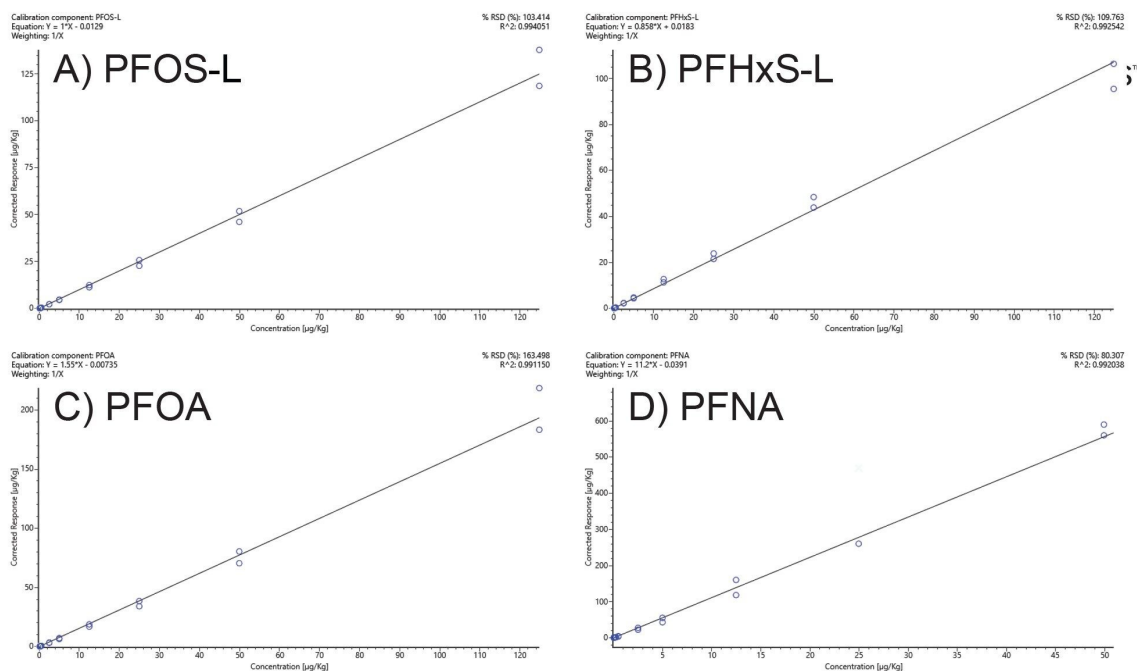 Calibration component: PFOS-L
Equation: Y = 1*X - 0.0129
Weighting: 1/X
% RSD (%): 103.414
R^2: 0.994051
A) PFOS-L
Corrected Response [µg/Kg]
125
100
75
50
25
0
0 10 20 30 40 50 60 70 80 90 100 110 120
Concentration [µg/Kg]
Calibration component: PFHxS-L
Equation: Y = 0.858*X + 0.0183
Weighting: 1/X
% RSD (%): 109.763
R^2: 0.992542
B) PFHxS-L
S™
Corrected Response [µg/Kg]
100
80
60
40
20
0
0 10 20 30 40 50 60 70 80 90 100 110 120
Concentration [µg/Kg]
Calibration component: PFOA
Equation: Y = 1.55*X - 0.00735
Weighting: 1/X
% RSD (%): 163.498
R^2: 0.991150
C) PFOA
Corrected Response [µg/Kg]
200
150
100
50
0
0 10 20 30 40 50 60 70 80 90 100 110 120
Concentration [µg/Kg]
Calibration component: PFNA
Equation: Y = 11.2*X - 0.0391
Weighting: 1/X
% RSD (%): 80.307
R^2: 0.992038
D) PFNA
Corrected Response [µg/Kg]
600
500
400
300
200
100
0
5 10 15 20 25 30 35 40 45 50
Concentration [µg/Kg]